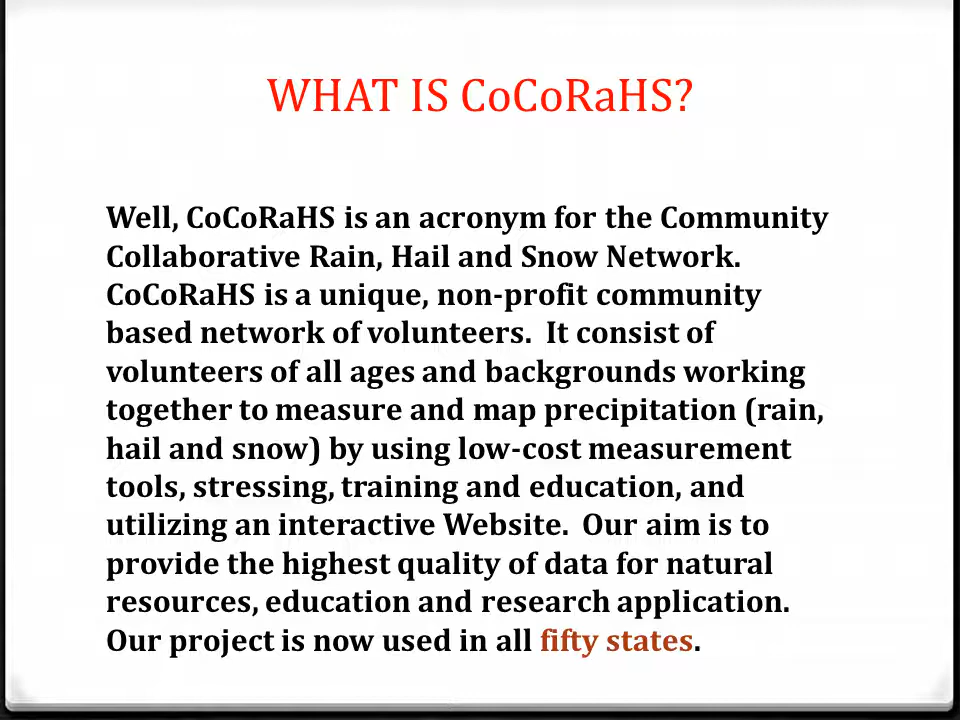 WHAT IS CoCoRaHS?
Well, CoCoRaHS is an acronym for the Community
Collaborative Rain, Hail and Snow Network.
CoCoRaHS is a unique, non-profit community
based network of volunteers.  It consist of
volunteers of all ages and backgrounds working
together to measure and map precipitation (rain,
hail and snow) by using low-cost measurement
tools, stressing, training and education, and
utilizing an interactive Website.  Our aim is to
provide the highest quality of data for natural
resources, education and research application.
Our project is now used in all fifty states.